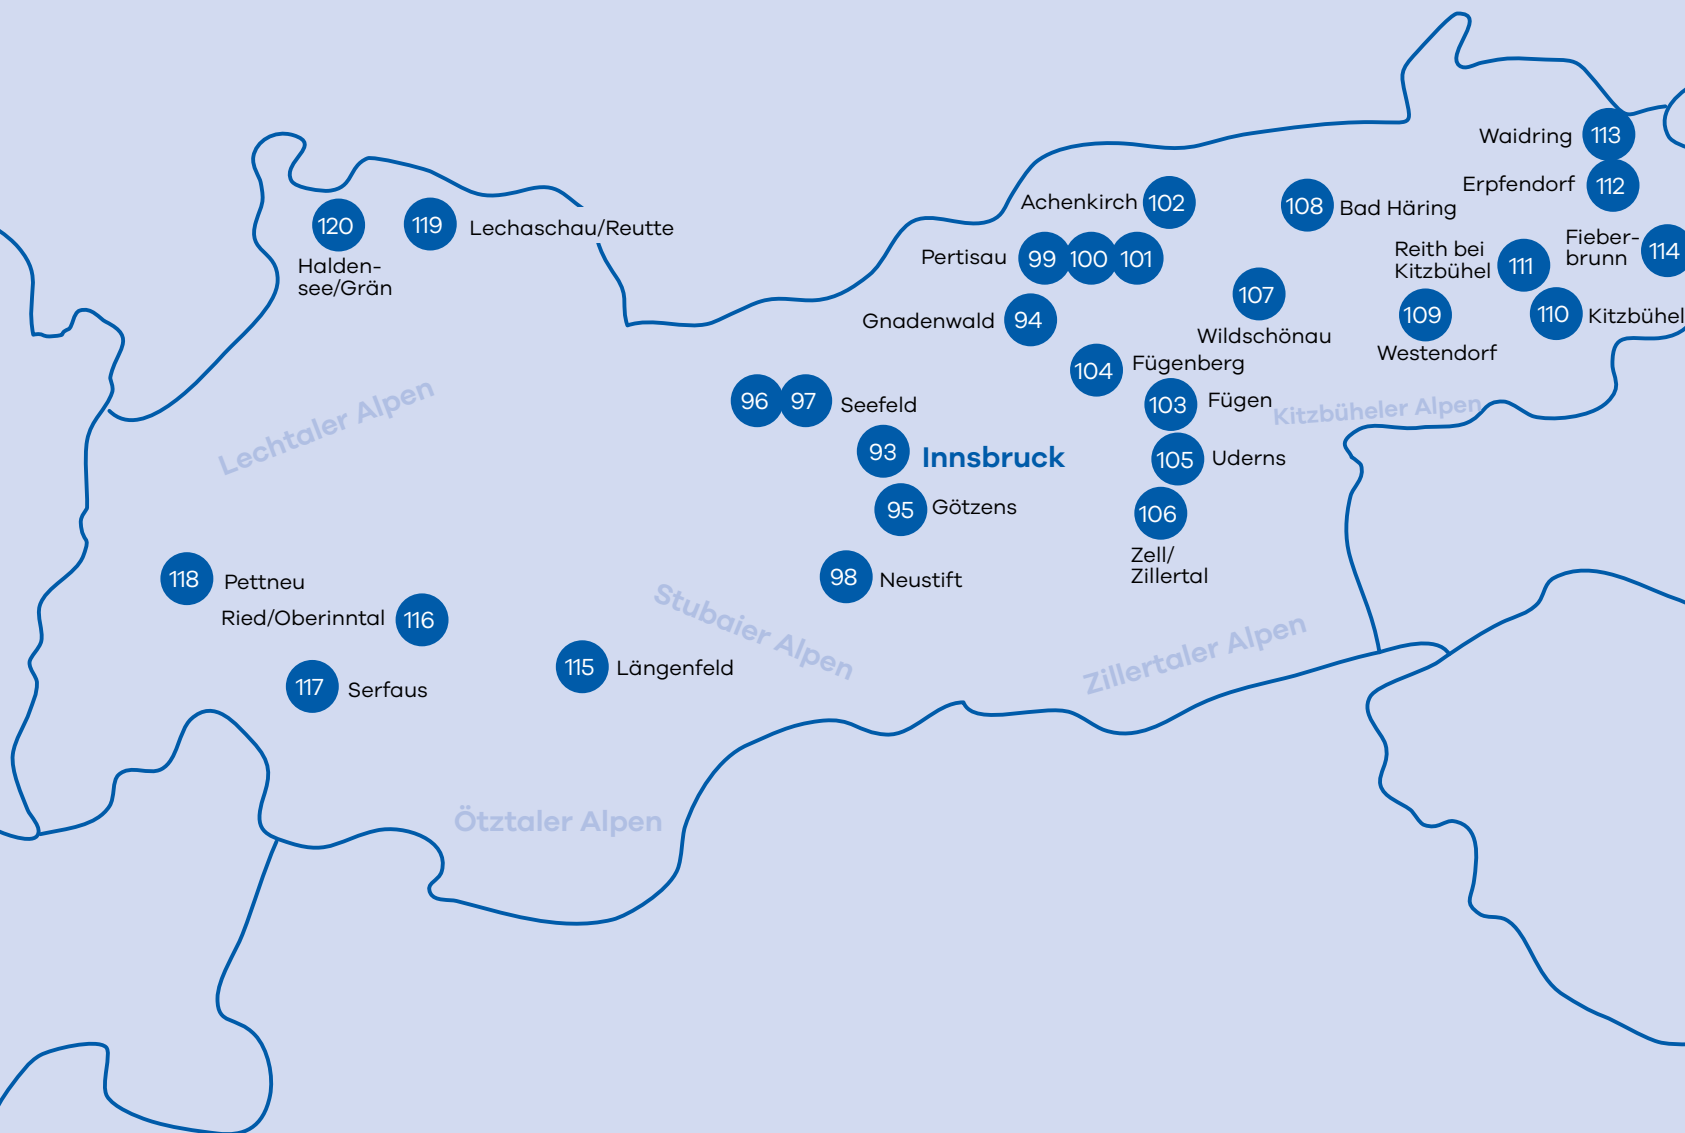 Waidring 113
Erpfendorf 112
Achenkirch 102
108 Bad Häring
120
119 Lechaschau/Reutte
Halden-
see/Grän
Pertisau 99 100 101
Reith bei
Kitzbühel 111
Fieber-
brunn 114
107
Wildschönau
Gnadenwald 94
109
Westendorf
110 Kitzbühel
104 Fügenberg
103 Fügen
Kitzbüheler Alpen
Lechtaler Alpen
96 97 Seefeld
93 Innsbruck
105 Uderns
95 Götzens
106
Zell/
Zillertal
118 Pettneu
98 Neustift
Ried/Oberinntal 116
Stubaier Alpen
Zillertaler Alpen
115 Längenfeld
117 Serfaus
Ötztaler Alpen